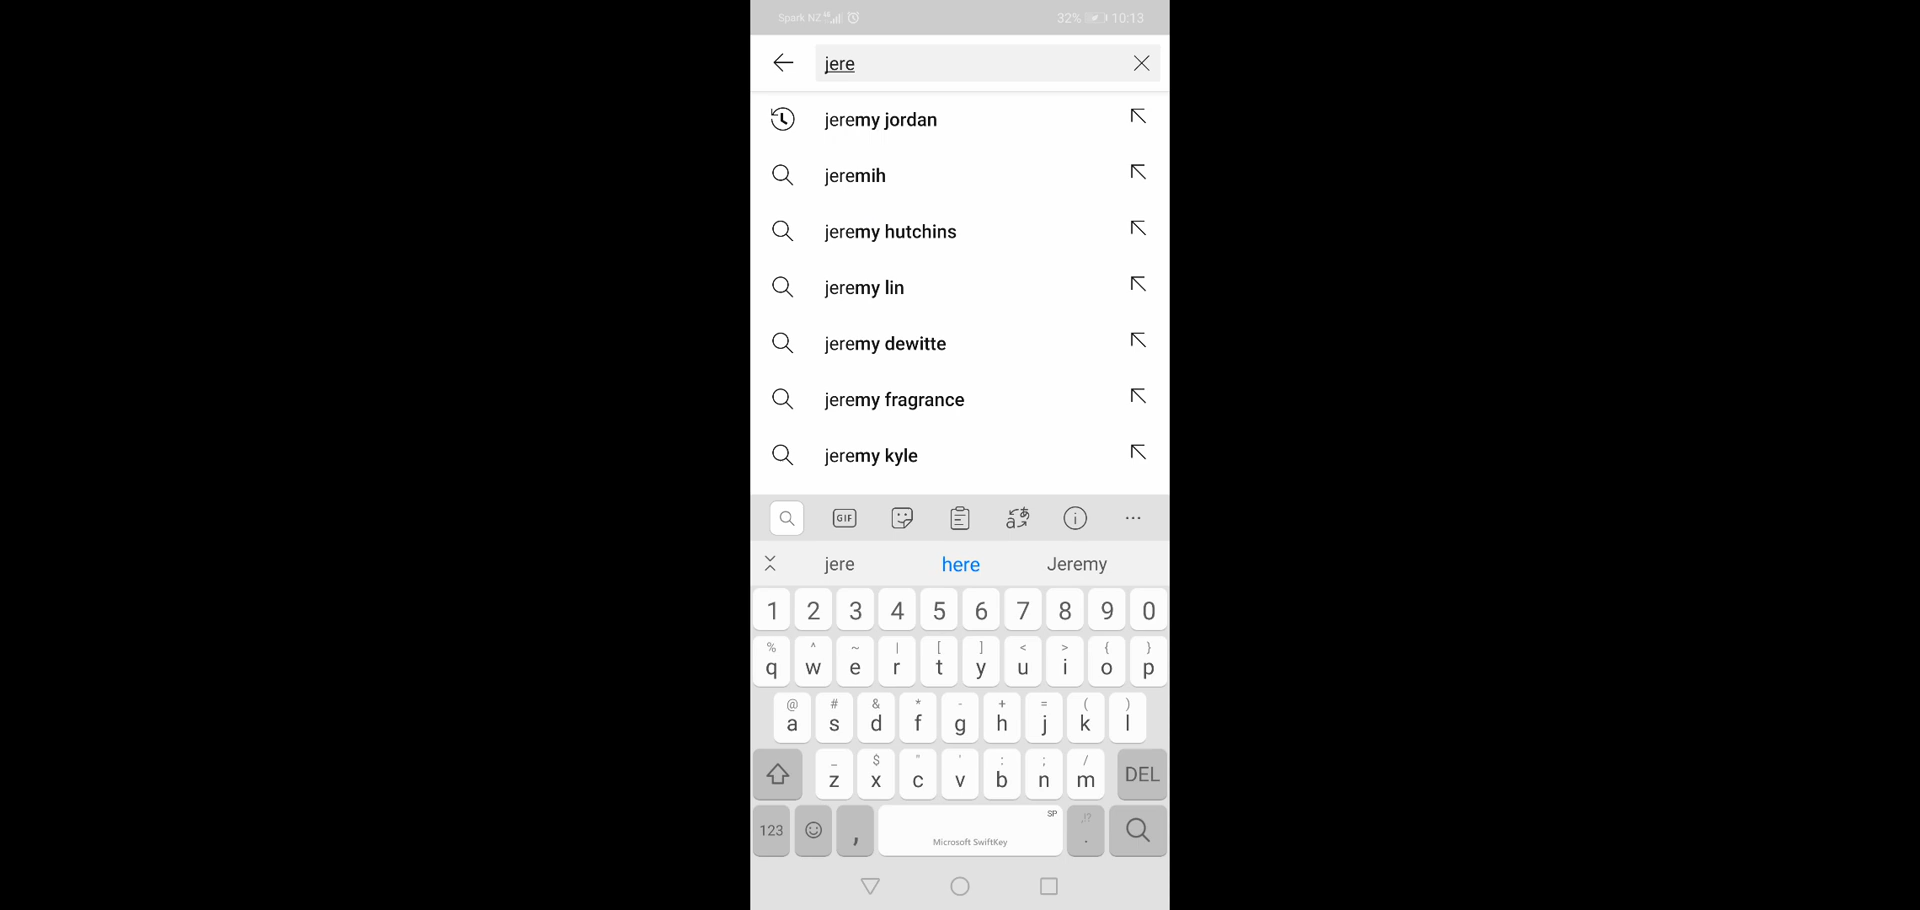 Spark NZ 32% 10:13
jere
jeremy jordan
jeremih
jeremy hutchins
jeremy lin
jeremy dewitte
jeremy fragrance
jeremy kyle
GIF
jere here Jeremy
1 2 3 4 5 6 7 8 9 0
% ^ ~ | [ ] < > { }
q w e r t y u i o p
@ # & * - + = ( )
a s d f g h j k l
_ $ " ' : ; /
z x c v b n m DEL
SP ,!?
123 , .
Microsoft SwiftKey